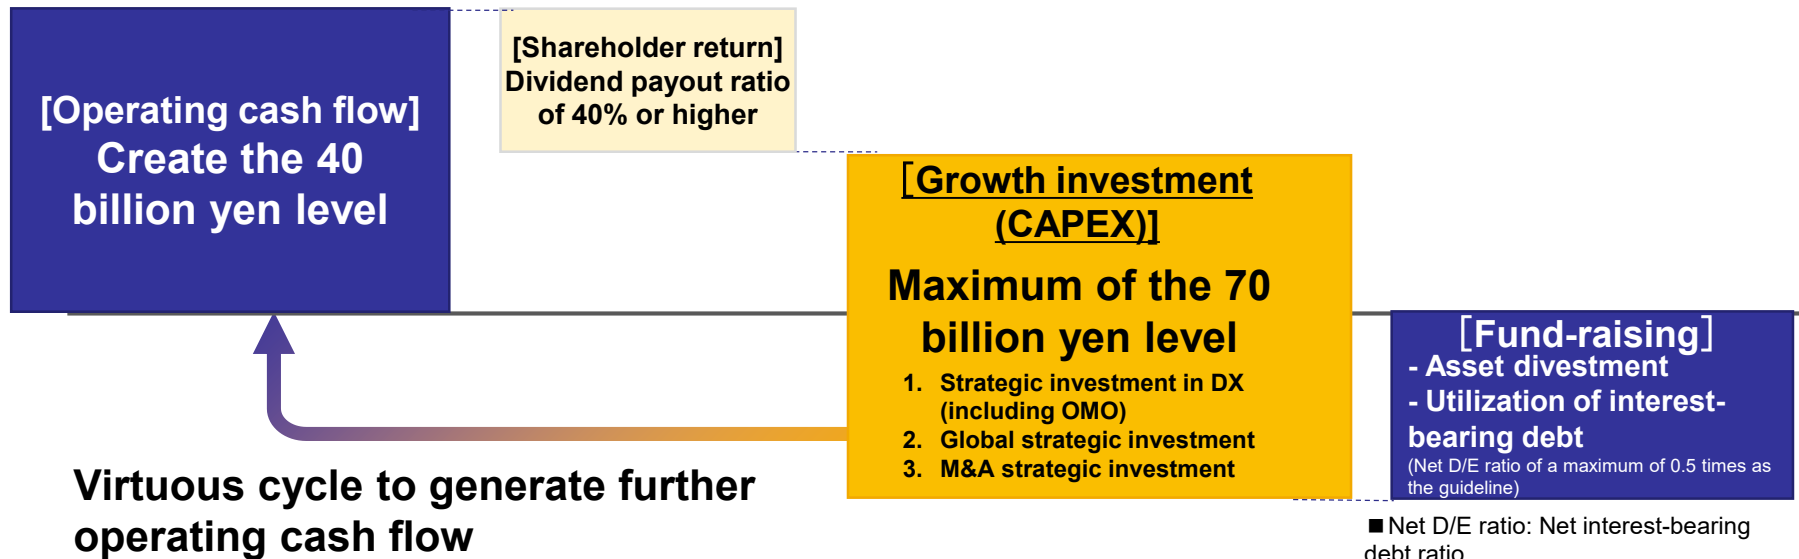 [Operating cash flow]
Create the 40
billion yen level
[Shareholder return]
Dividend payout ratio
of 40% or higher
[Growth investment
(CAPEX)]
Maximum of the 70
billion yen level
1. Strategic investment in DX
(including OMO)
2. Global strategic investment
3. M&A strategic investment
[Fund-raising]
- Asset divestment
- Utilization of interest-
bearing debt
(Net D/E ratio of a maximum of 0.5 times as
the guideline)
Virtuous cycle to generate further
operating cash flow
■Net D/E ratio: Net interest-bearing
debt ratio